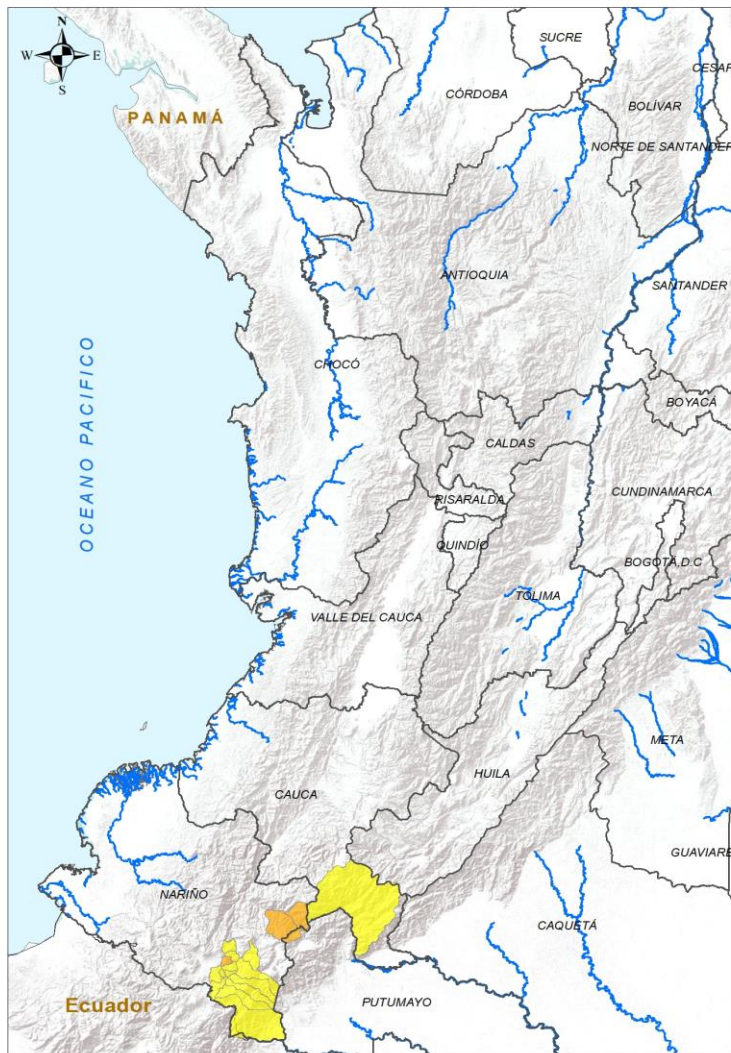 N
W E
S
PANAMÁ
SUCRE
CESAR
CÓRDOBA
BOLÍVAR
NORTE DE SANTANDER
ANTIOQUIA
SANTANDER
OCEANO PACIFICO
CHOCÓ
BOYACÁ
CALDAS
CUNDINAMARCA
RISARALDA
QUINDÍO
BOGOTÁ,D.C
TOLIMA
VALLE DEL CAUCA
META
HUILA
CAUCA
GUAVIARE
NARIÑO
CAQUETÁ
Ecuador
PUTUMAYO